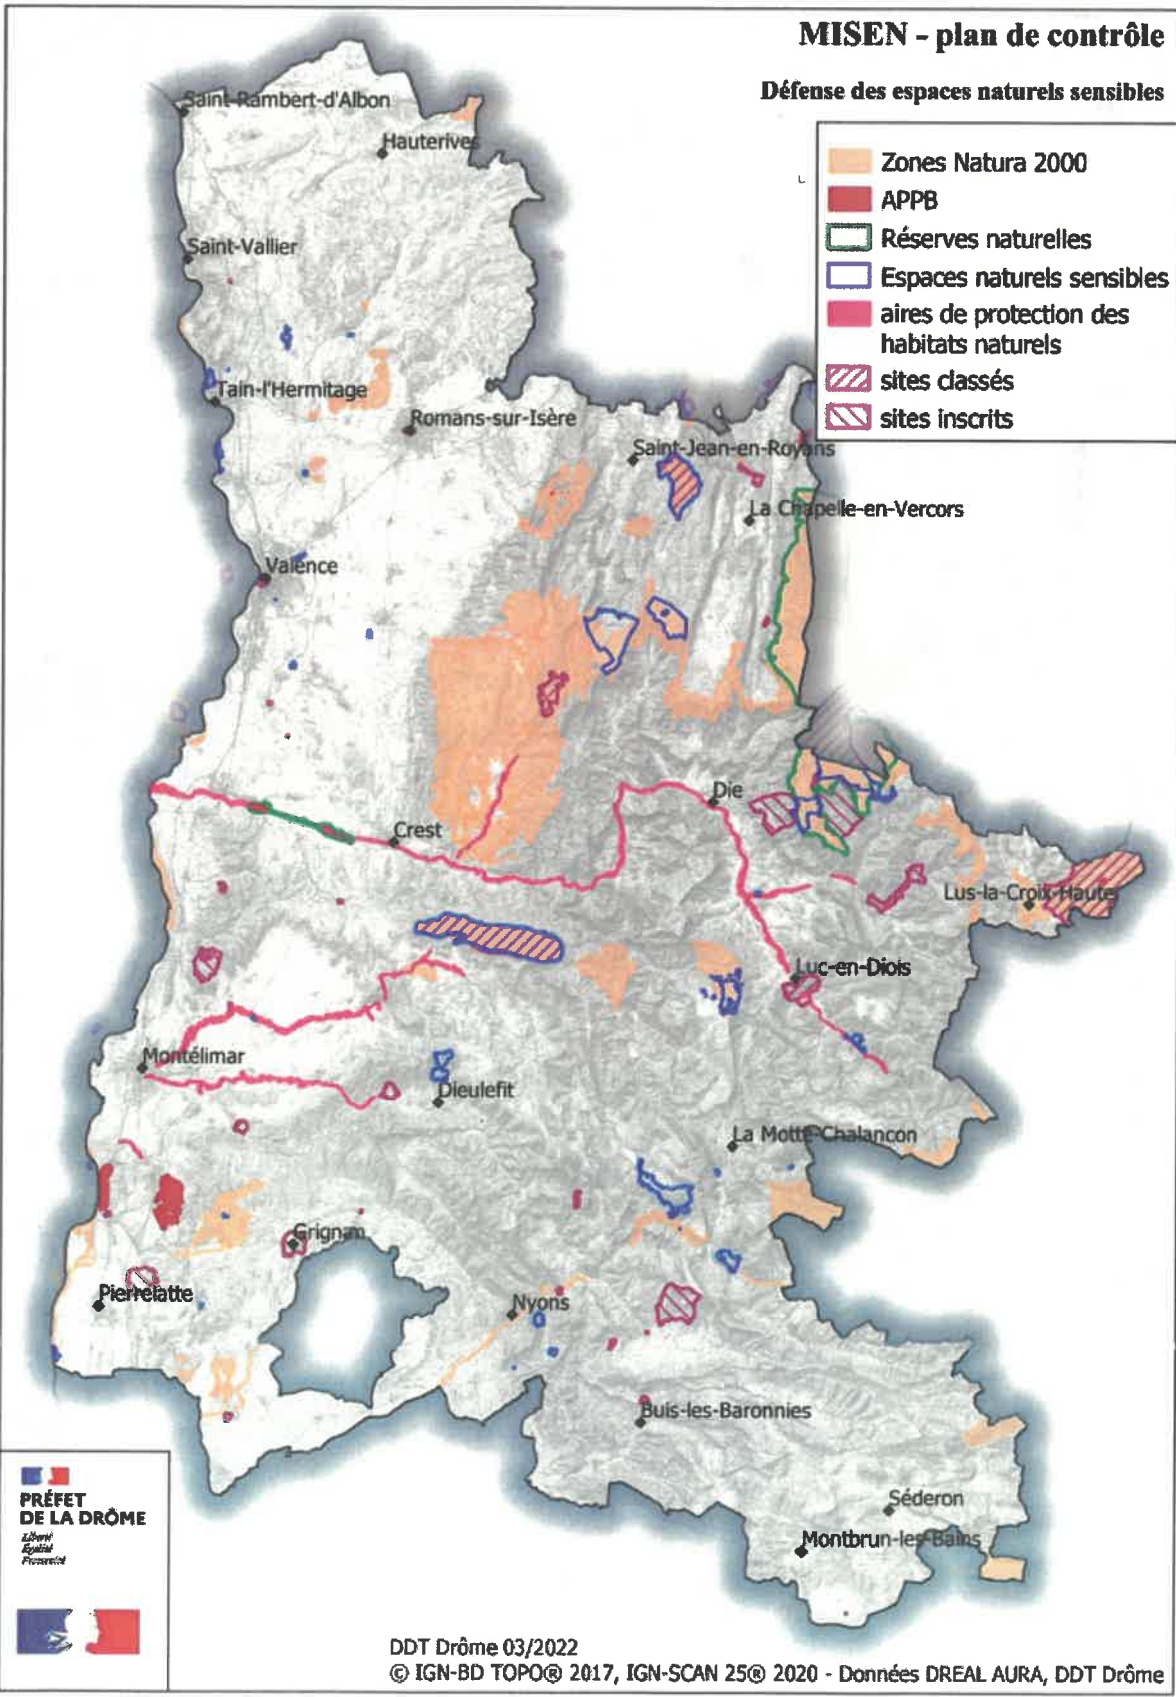 MISEN - plan de contrôle
Défense des espaces naturels sensibles
Zones Natura 2000
APPB
Réserves naturelles
Espaces naturels sensibles
aires de protection des
habitats naturels
sites classés
sites inscrits
Saint-Rambert-d'Albon
Hauterives
Saint-Vallier
Tain-l'Hermitage
Romans-sur-Isère
Saint-Jean-en-Royans
La Chapelle-en-Vercors
Valence
Die
Crest
Lus-la-Croix-Haute
Luc-en-Diois
Montélimar
Dieulefit
La Motte-Chalancon
Grignan
Pierrelatte
Nyons
Buis-les-Baronnies
Séderon
Montbrun-les-Bains
PRÉFET
DE LA DRÔME
Liberté
Égalité
Fraternité
DDT Drôme 03/2022
© IGN-BD TOPO® 2017, IGN-SCAN 25® 2020 - Données DREAL AURA, DDT Drôme